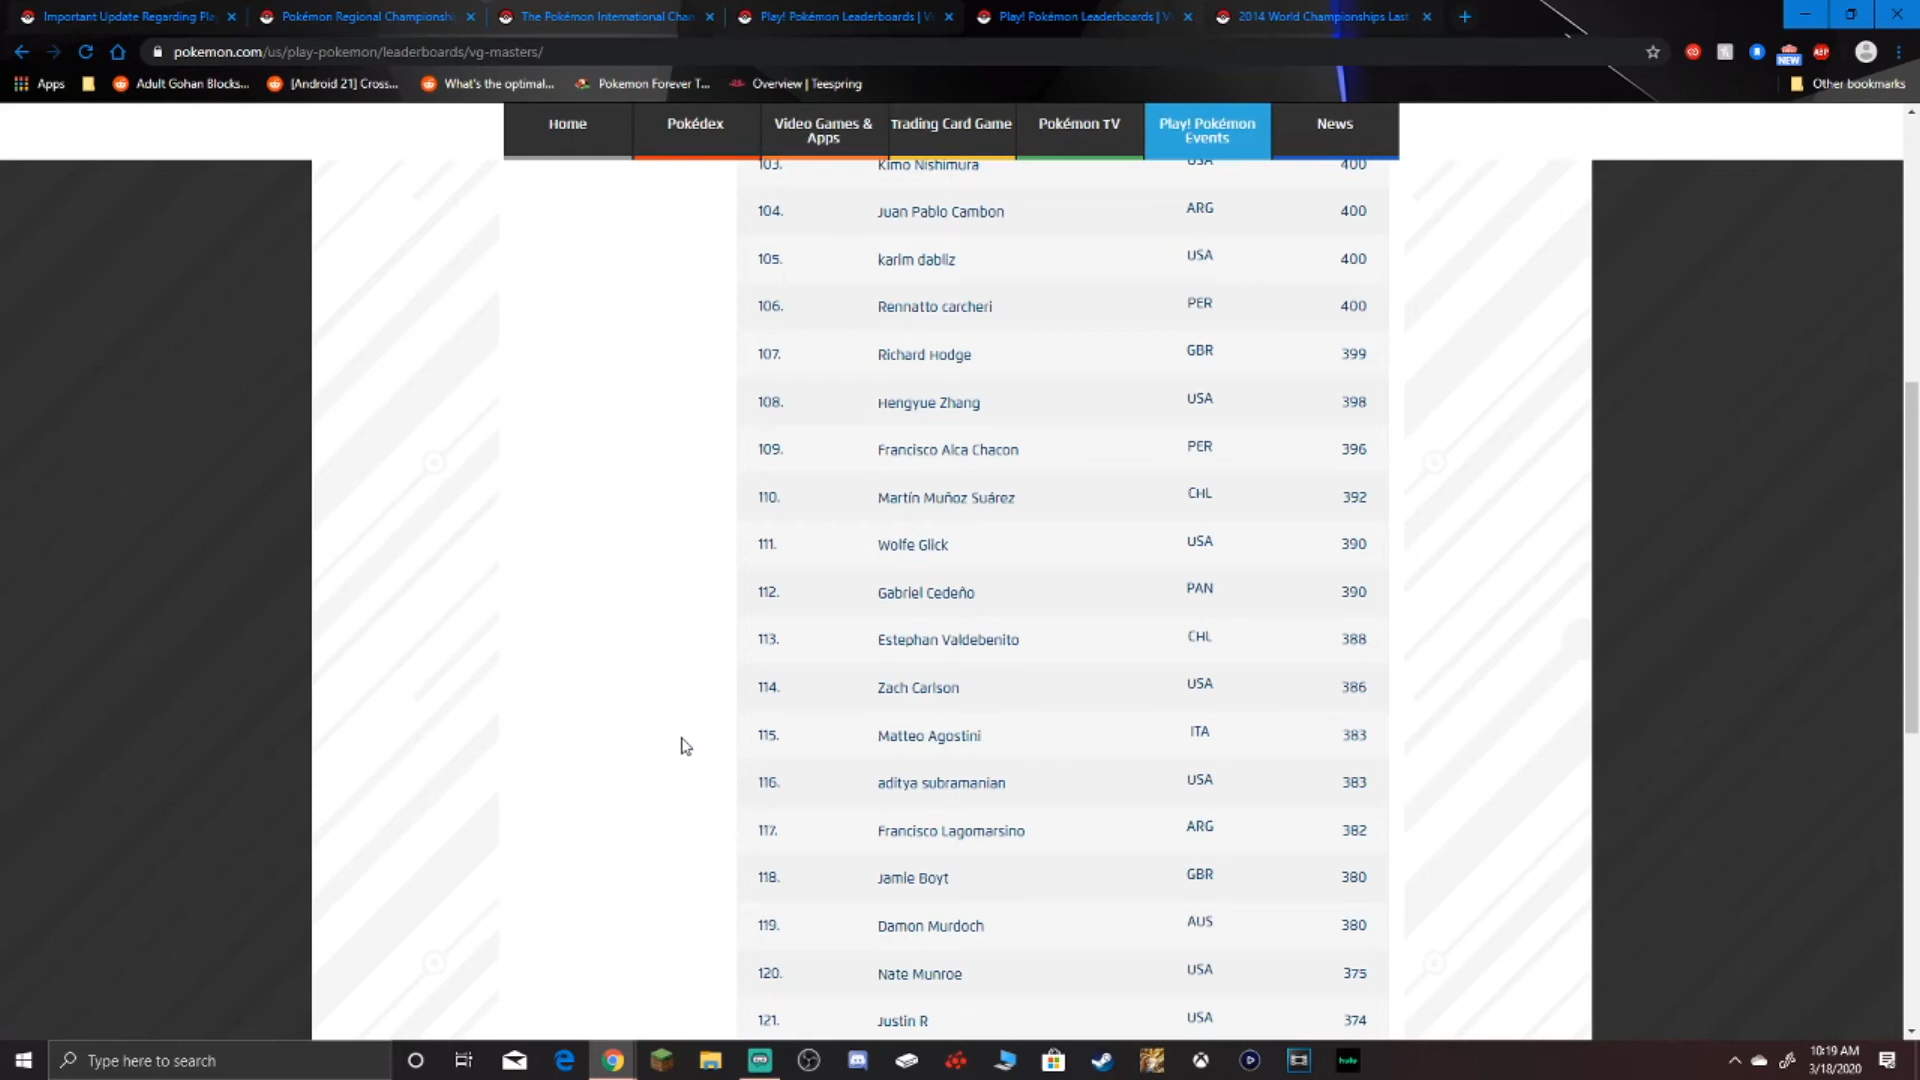 Important Update Regarding Pla
Pokémon Regional Championsh
The Pokémon International Chan
Play! Pokémon Leaderboards | V
Play! Pokémon Leaderboards | V
2014 World Championships Last
pokemon.com/us/play-pokemon/leaderboards/vg-masters/
NEW
ABP
Apps
Adult Gohan Blocks...
[Android 21] Cross...
What's the optimal...
Pokemon Forever T...
Overview | Teespring
Other bookmarks
Home
Pokédex
Video Games & Apps
Trading Card Game
Pokémon TV
Play! Pokémon Events
News
103. Kimo Nishimura USA 400
104. Juan Pablo Cambon ARG 400
105. karim dabliz USA 400
106. Rennatto carcheri PER 400
107. Richard Hodge GBR 399
108. Hengyue Zhang USA 398
109. Francisco Alca Chacon PER 396
110. Martín Muñoz Suárez CHL 392
111. Wolfe Glick USA 390
112. Gabriel Cedeño PAN 390
113. Estephan Valdebenito CHL 388
114. Zach Carlson USA 386
115. Matteo Agostini ITA 383
116. aditya subramanian USA 383
117. Francisco Lagomarsino ARG 382
118. Jamie Boyt GBR 380
119. Damon Murdoch AUS 380
120. Nate Munroe USA 375
121. Justin R USA 374
Type here to search
hulu
10:19 AM
3/18/2020